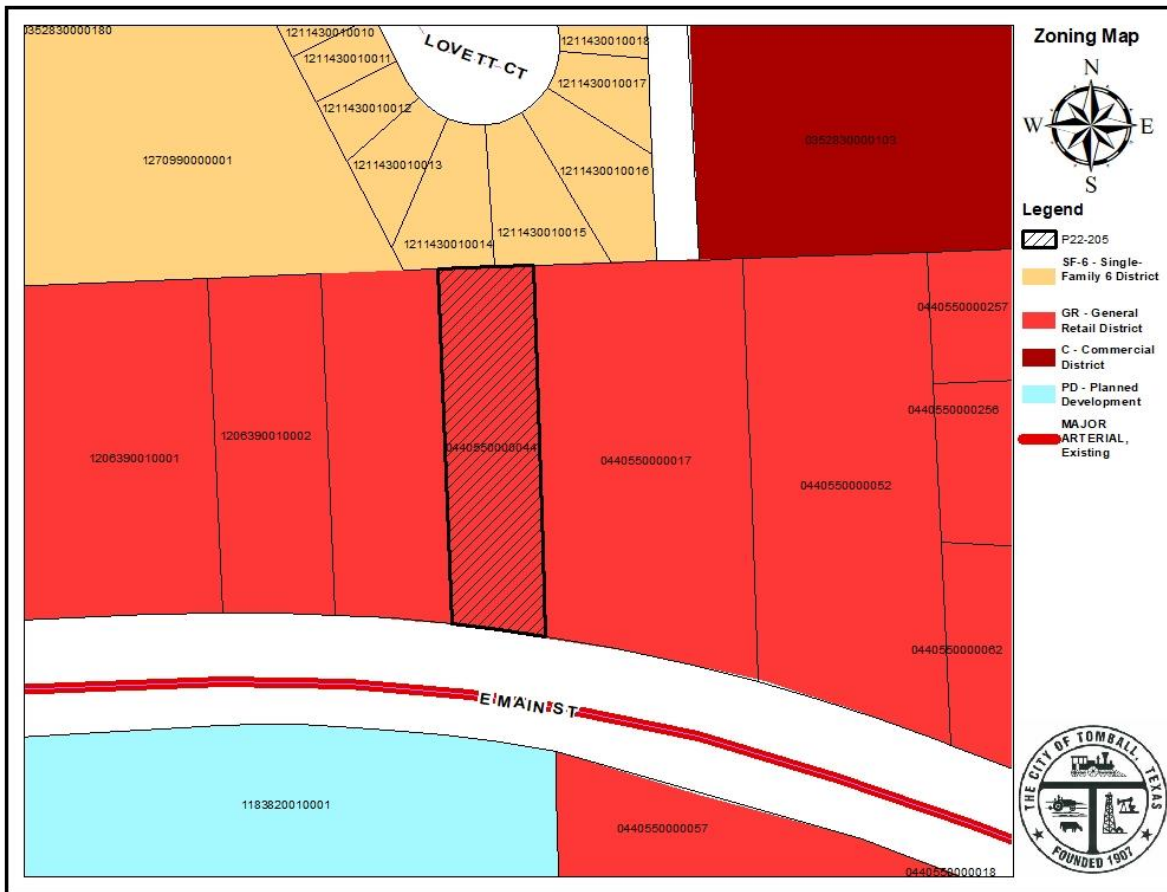 0352830000180
1211430010010
1211430010011
1211430010012
1211430010013
1211430010014
1211430010015
1211430010016
1211430010017
1211430010018
LOVETT CT
1270990000001
0352830000103
1206390010001
1206390010002
0440550000044
0440550000017
0440550000052
0440550000257
0440550000256
0440550000062
E MAIN ST
1183820010001
0440550000057
0440550000018
Zoning Map
N
W
E
S
Legend
P22-205
SF-6 - Single-
Family 6 District
GR - General
Retail District
C - Commercial
District
PD - Planned
Development
MAJOR
ARTERIAL,
Existing
THE CITY OF TOMBALL, TEXAS
FOUNDED 1907